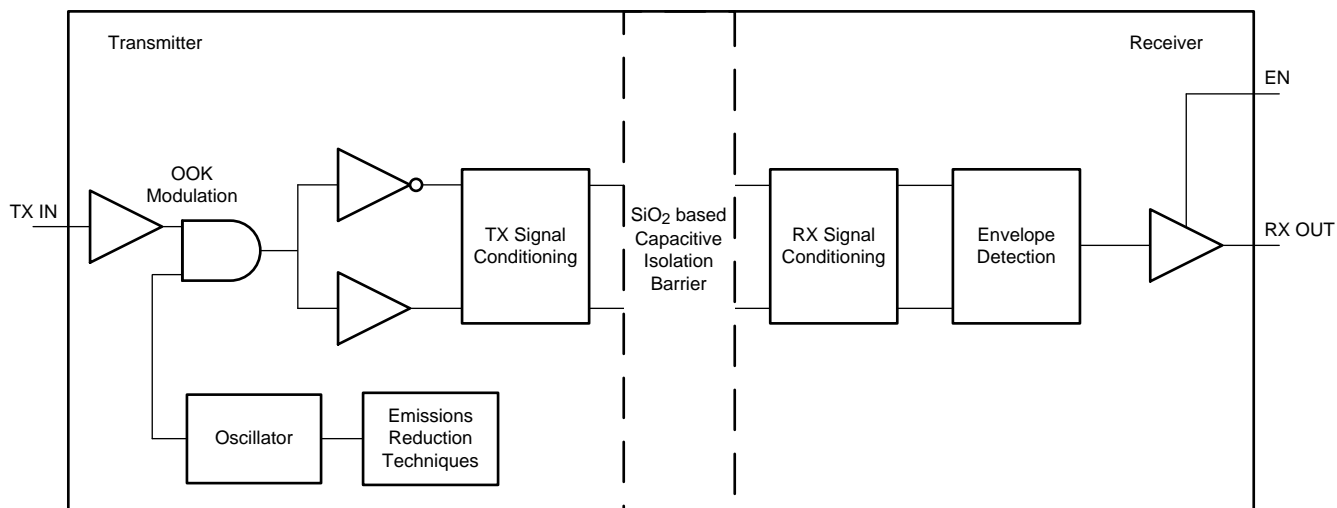 Transmitter
Receiver
EN
OOK
Modulation
TX IN
TX Signal
Conditioning
SiO2 based
Capacitive
Isolation
Barrier
RX Signal
Conditioning
Envelope
Detection
RX OUT
Oscillator
Emissions
Reduction
Techniques